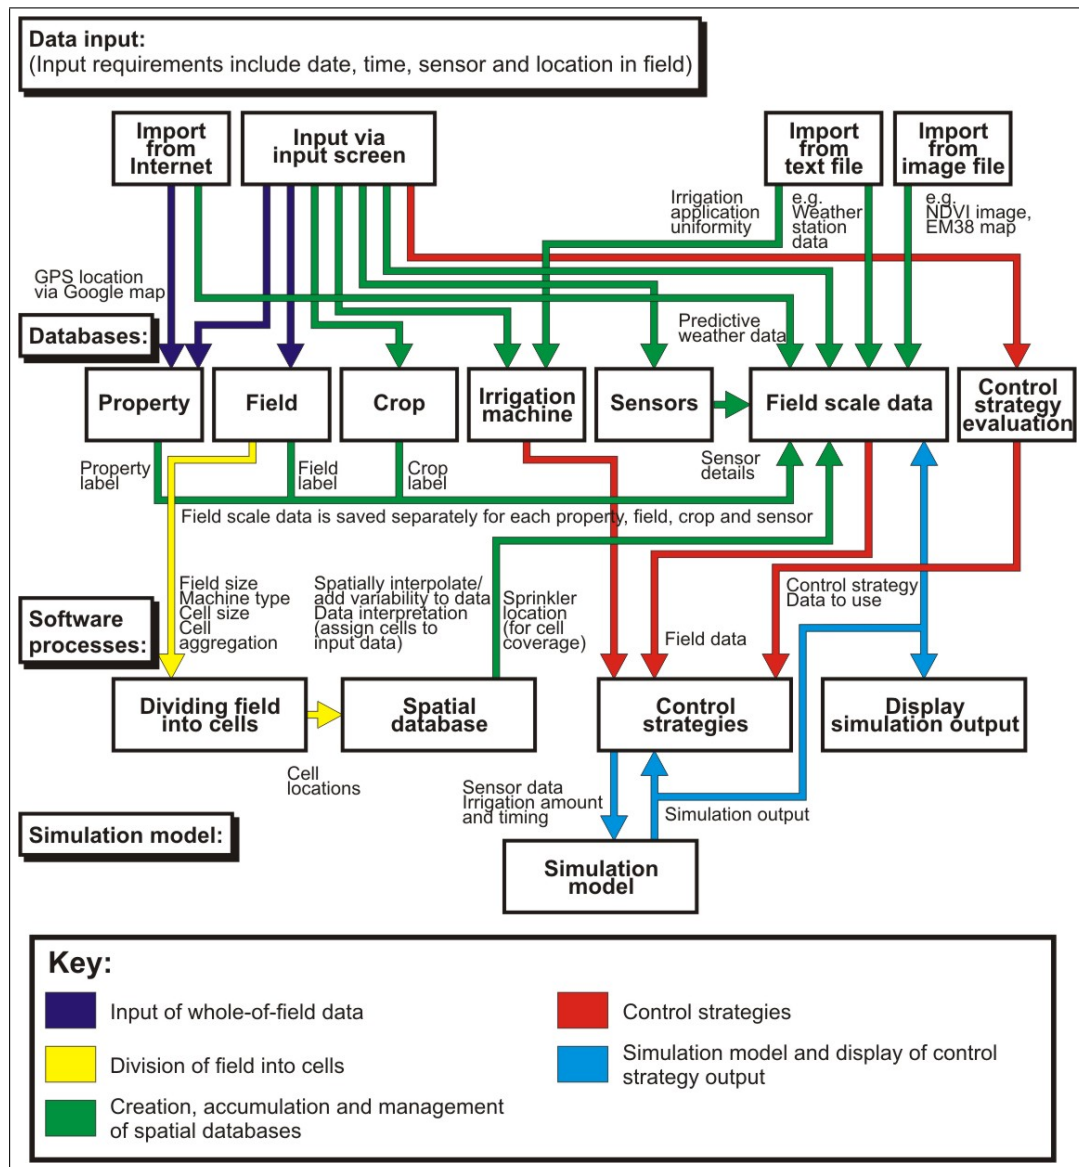 Data input:
(Input requirements include date, time, sensor and location in field)
Import
from
Internet
Input via
input screen
Import
from
text file
Import
from
image file
Irrigation
application
uniformity
e.g.
Weather
station
data
e.g.
NDVI image,
EM38 map
GPS location
via Google map
Databases:
Predictive
weather data
Property
Field
Crop
Irrigation
machine
Sensors
Field scale data
Control
strategy
evaluation
Property
label
Field
label
Crop
label
Sensor
details
Field scale data is saved separately for each property, field, crop and sensor
Software
processes:
Field size
Machine type
Cell size
Cell
aggregation
Spatially interpolate/
add variability to data
Data interpretation
(assign cells to
input data)
Sprinkler
location
(for cell
coverage)
Field data
Control strategy
Data to use
Dividing field
into cells
Spatial
database
Control
strategies
Display
simulation output
Cell
locations
Sensor data
Irrigation amount
and timing
Simulation output
Simulation model:
Simulation
model
Key:
Input of whole-of-field data
Division of field into cells
Creation, accumulation and management
of spatial databases
Control strategies
Simulation model and display of control
strategy output